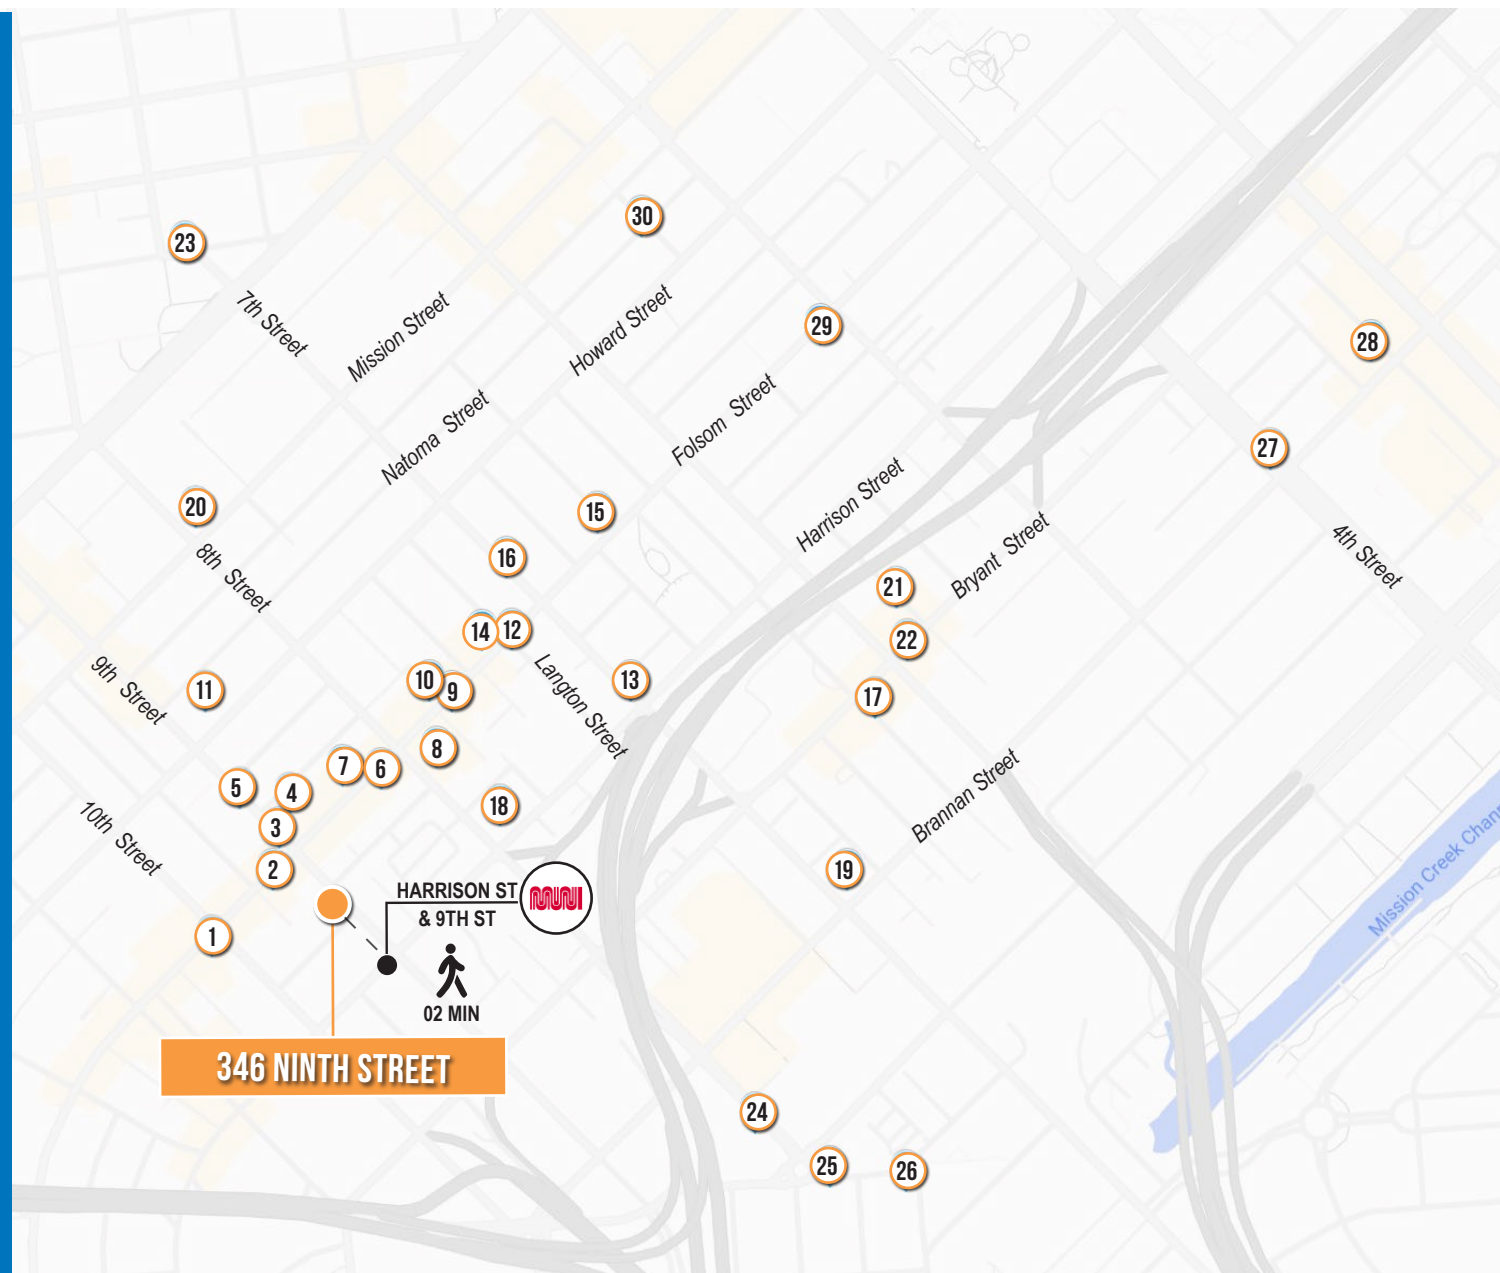 30
23
7th Street
Mission Street
Howard Street
29
28
Natoma Street
Folsom Street
27
Harrison Street
20
15
Bryant Street
4th Street
16
8th Street
21
14
12
22
9th Street
Langton Street
11
10
9
13
17
8
7
6
5
4
18
3
10th Street
Brannan Street
2
19
Mission Creek Chann
HARRISON ST
& 9TH ST
MUNI
1
02 MIN
346 NINTH STREET
24
25
26